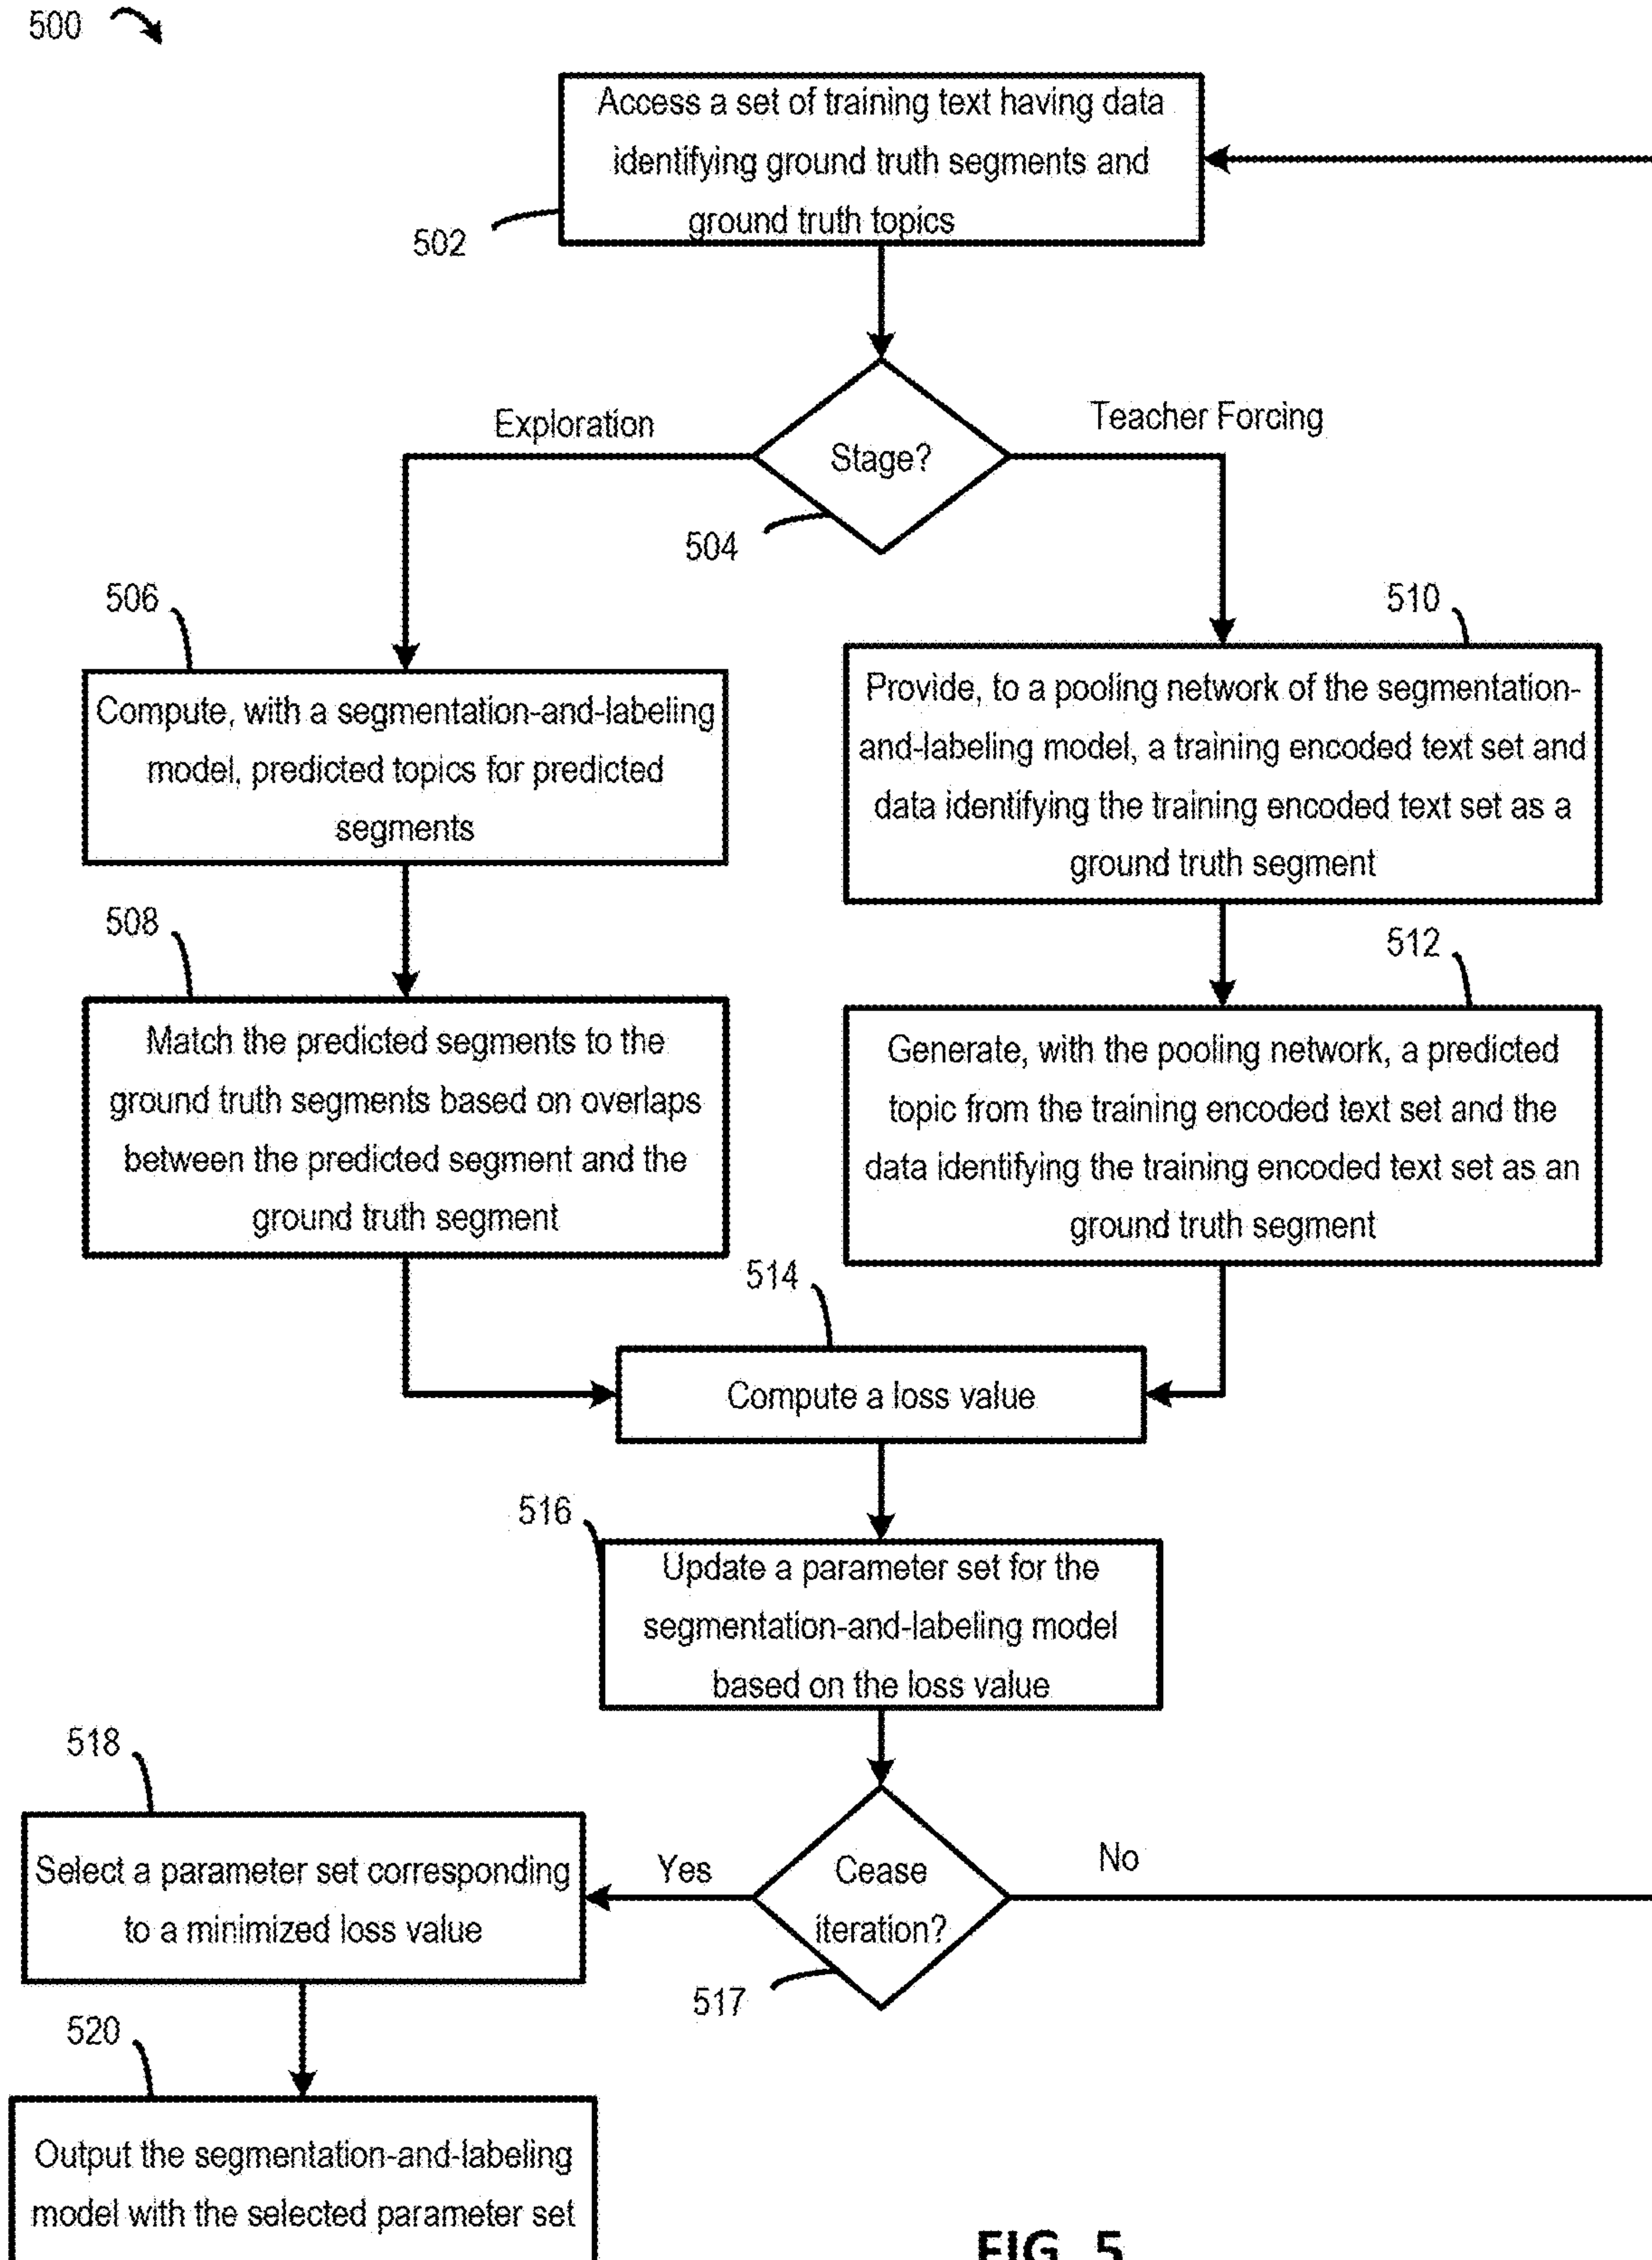 500
Access a set of training text having data
identifying ground truth segments and
ground truth topics
502
Exploration
Teacher Forcing
Stage?
504
506
510
Compute, with a segmentation-and-labeling
model, predicted topics for predicted
segments
Provide, to a pooling network of the segmentation-
and-labeling model, a training encoded text set and
data identifying the training encoded text set as a
ground truth segment
508
512
Match the predicted segments to the
ground truth segments based on overlaps
between the predicted segment and the
ground truth segment
Generate, with the pooling network, a predicted
topic from the training encoded text set and the
data identifying the training encoded text set as an
ground truth segment
514
Compute a loss value
516
Update a parameter set for the
segmentation-and-labeling model
based on the loss value
518
Select a parameter set corresponding
to a minimized loss value
Yes
Cease
iteration?
No
517
520
Output the segmentation-and-labeling
model with the selected parameter set
FIG. 5